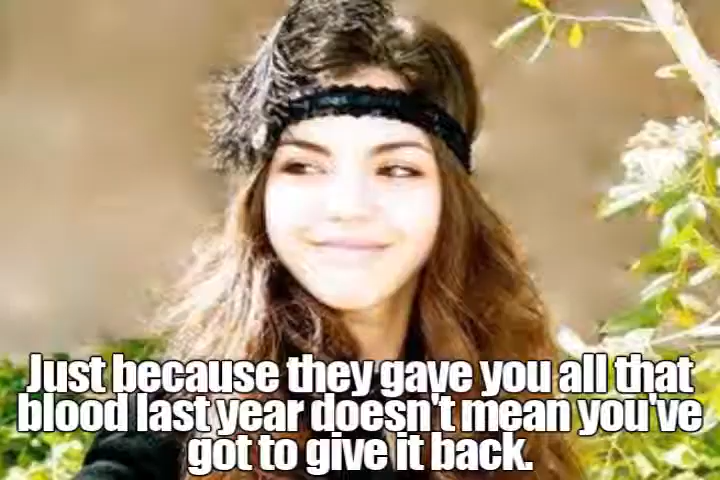 Just because they gave you all that
blood last year doesn't mean you've
got to give it back.